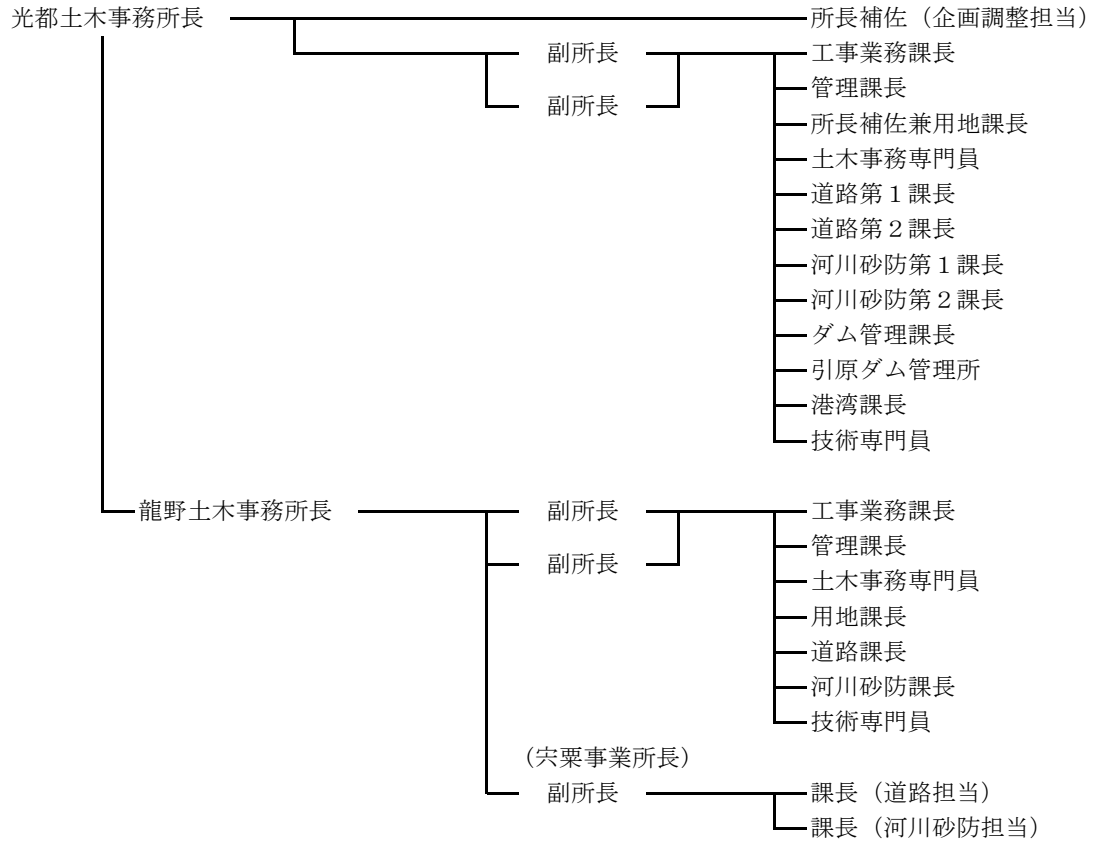 光都土木事務所長 所長補佐（企画調整担当）
副所長 工事業務課長
管理課長
副所長
所長補佐兼用地課長
土木事務専門員
道路第１課長
道路第２課長
河川砂防第１課長
河川砂防第２課長
ダム管理課長
引原ダム管理所
港湾課長
技術専門員
龍野土木事務所長 副所長 工事業務課長
管理課長
副所長
土木事務専門員
用地課長
道路課長
河川砂防課長
技術専門員
（宍粟事業所長）
副所長 課長（道路担当）
課長（河川砂防担当）